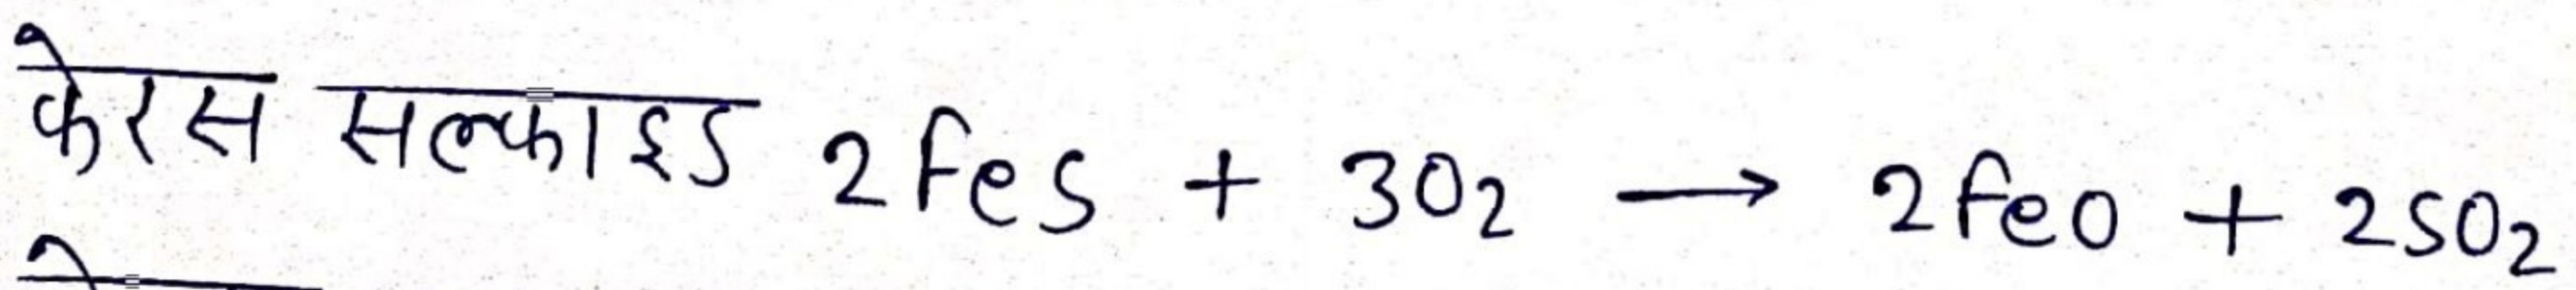 फेरस सल्फाइड 2FeS + 3O₂ → 2FeO + 2SO₂